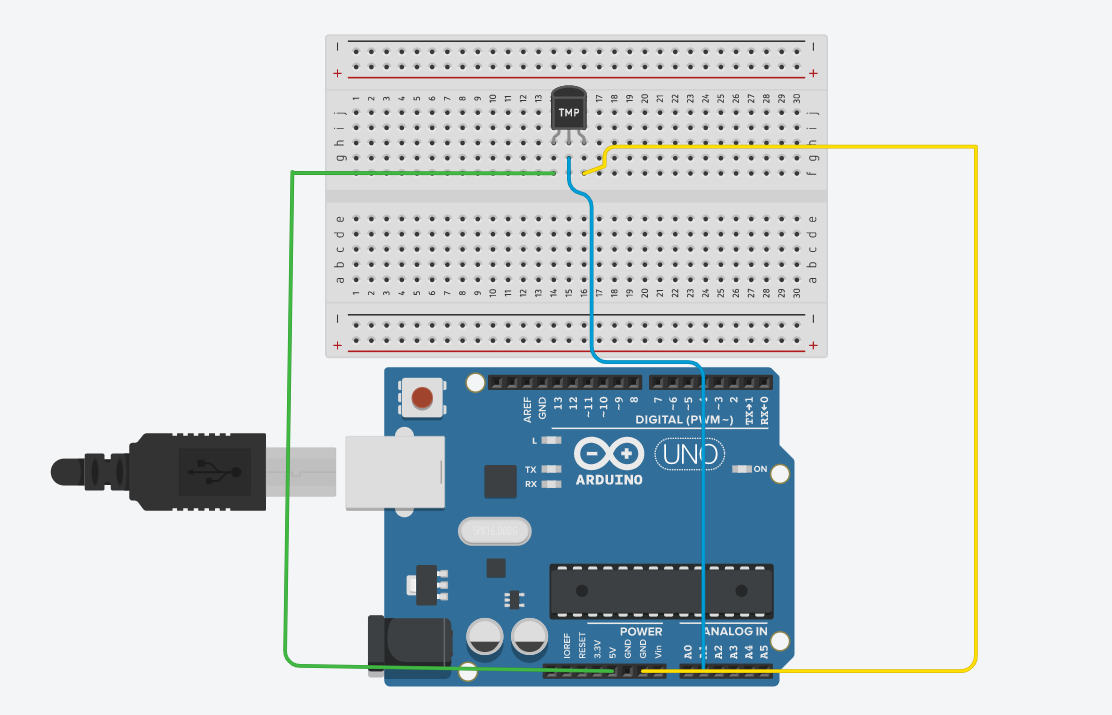 − −
+ +
1 2 3 4 5 6 7 8 9 10 11 12 13 17 18 19 20 21 22 23 24 25 26 27 28 29 30
TMP
j j
i i
h h
g g
f f
e e
d d
c c
b b
a a
1 2 3 4 5 6 7 8 9 10 11 12 13 14 15 16 17 18 19 20 21 22 23 24 25 26 27 28 29 30
− −
+ +
AREF GND 13 12 ~11 ~10 ~9 8 7 ~6 ~5 4 ~3 2 TX→1 RX←0
DIGITAL (PWM~)
L
TX
RX
UNO
ON
ARDUINO
POWER
ANALOG IN
IOREF RESET 3.3V 5V GND GND Vin A0 A1 A2 A3 A4 A5